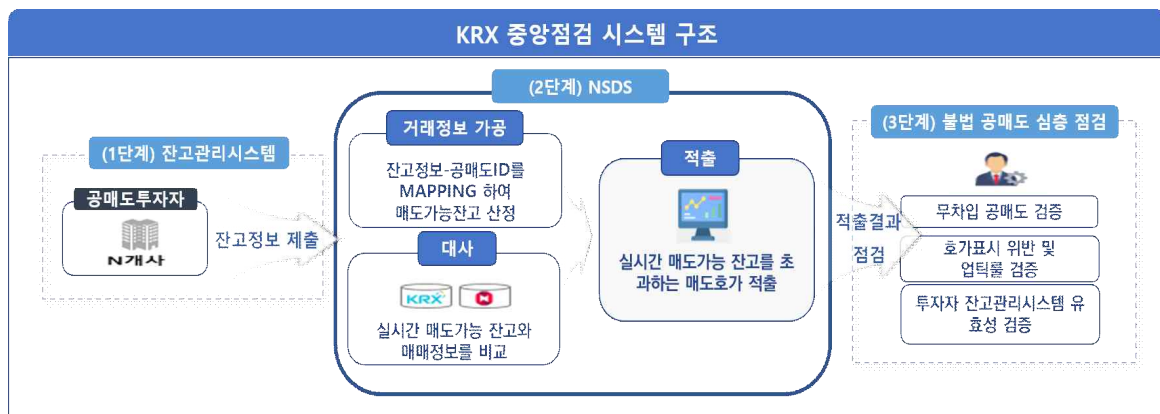 KRX 중앙점검 시스템 구조
(1단계) 잔고관리시스템
공매도투자자
N개사
잔고정보 제출
(2단계) NSDS
거래정보 가공
잔고정보-공매도ID를
MAPPING 하여
매도가능잔고 산정
대사
KRX
N
실시간 매도가능 잔고와
매매정보를 비교
적출
실시간 매도가능 잔고를 초
과하는 매도호가 적출
적출결과
점검
(3단계) 불법 공매도 심층 점검
무차입 공매도 검증
호가표시 위반 및
업틱룰 검증
투자자 잔고관리시스템 유
효성 검증